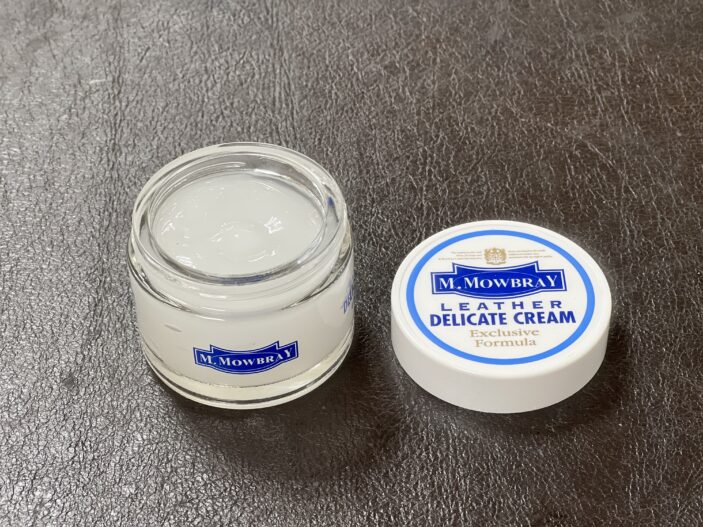 M. MOWBRAY
M. MOWBRAY
LEATHER
DELICATE CREAM
Exclusive
Formula